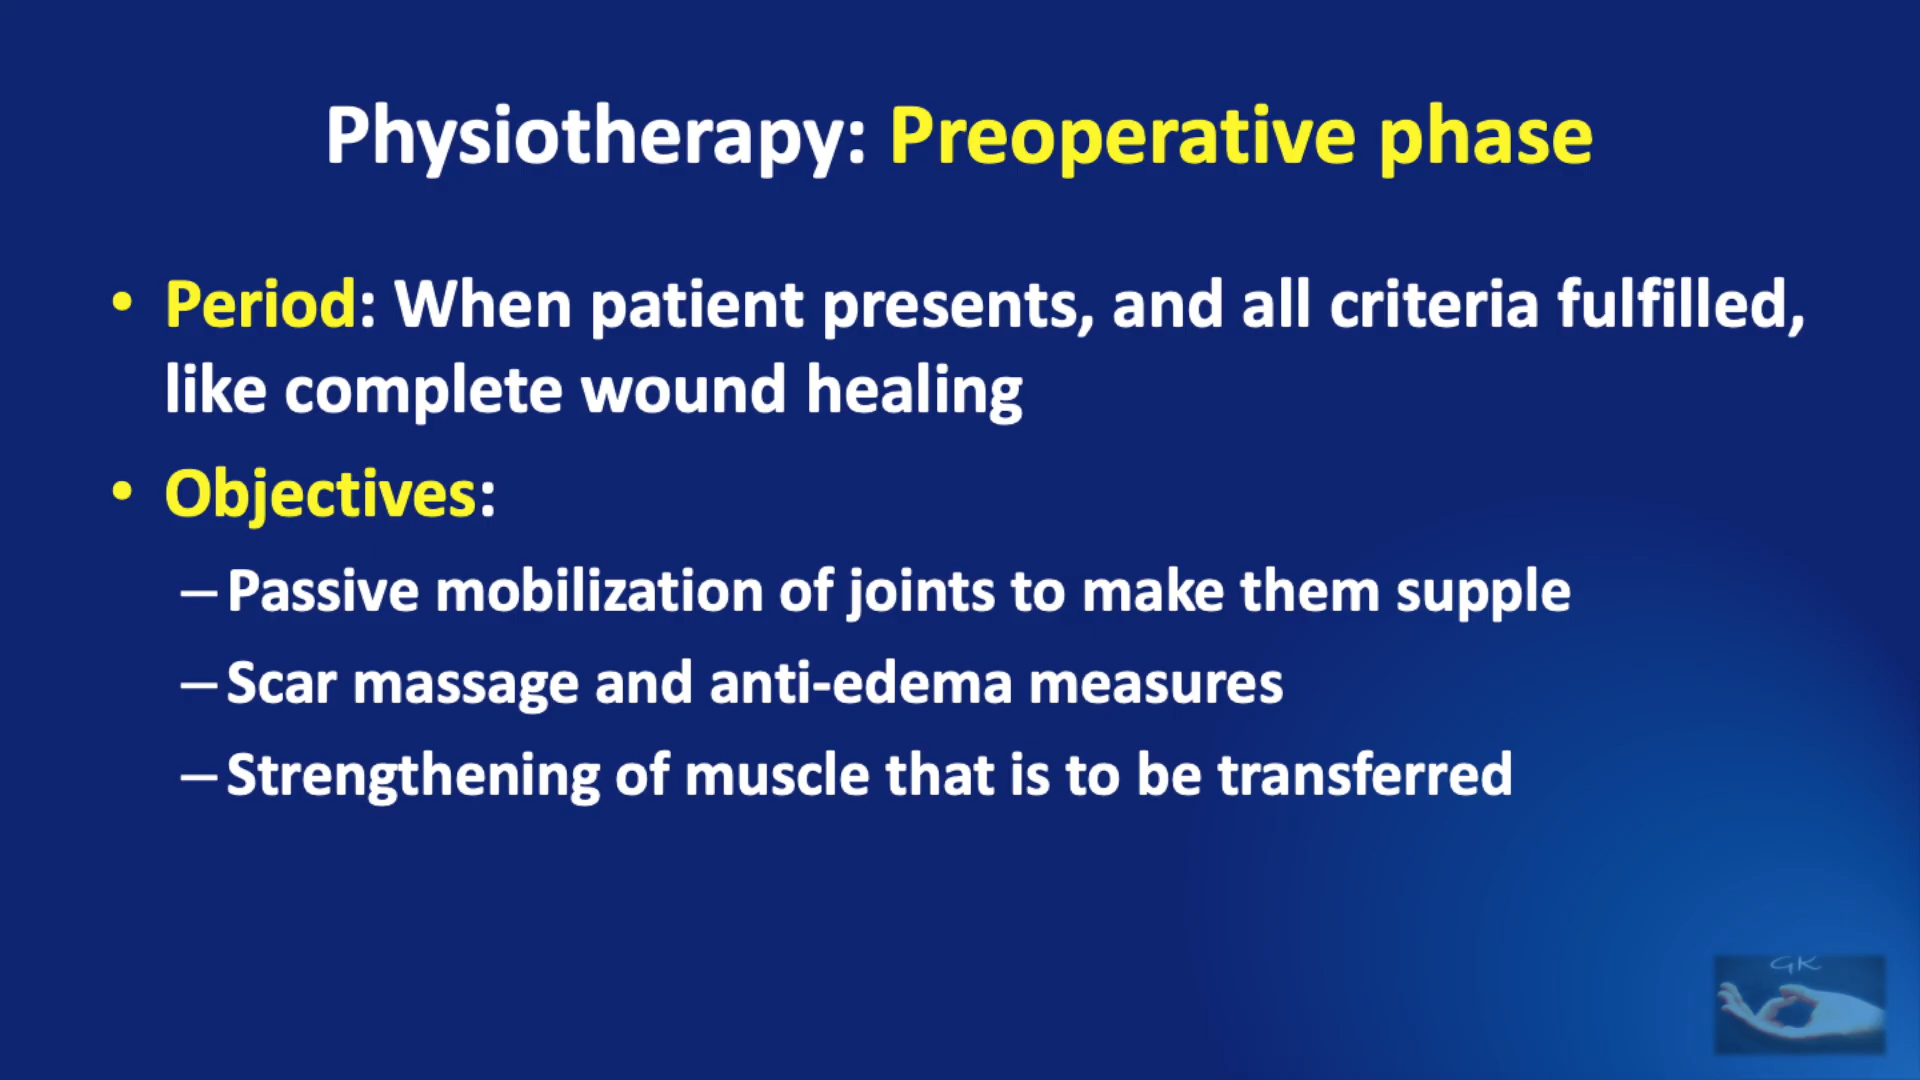 Physiotherapy: Preoperative phase
• Period: When patient presents, and all criteria fulfilled,
like complete wound healing
• Objectives:
– Passive mobilization of joints to make them supple
– Scar massage and anti-edema measures
– Strengthening of muscle that is to be transferred
GK